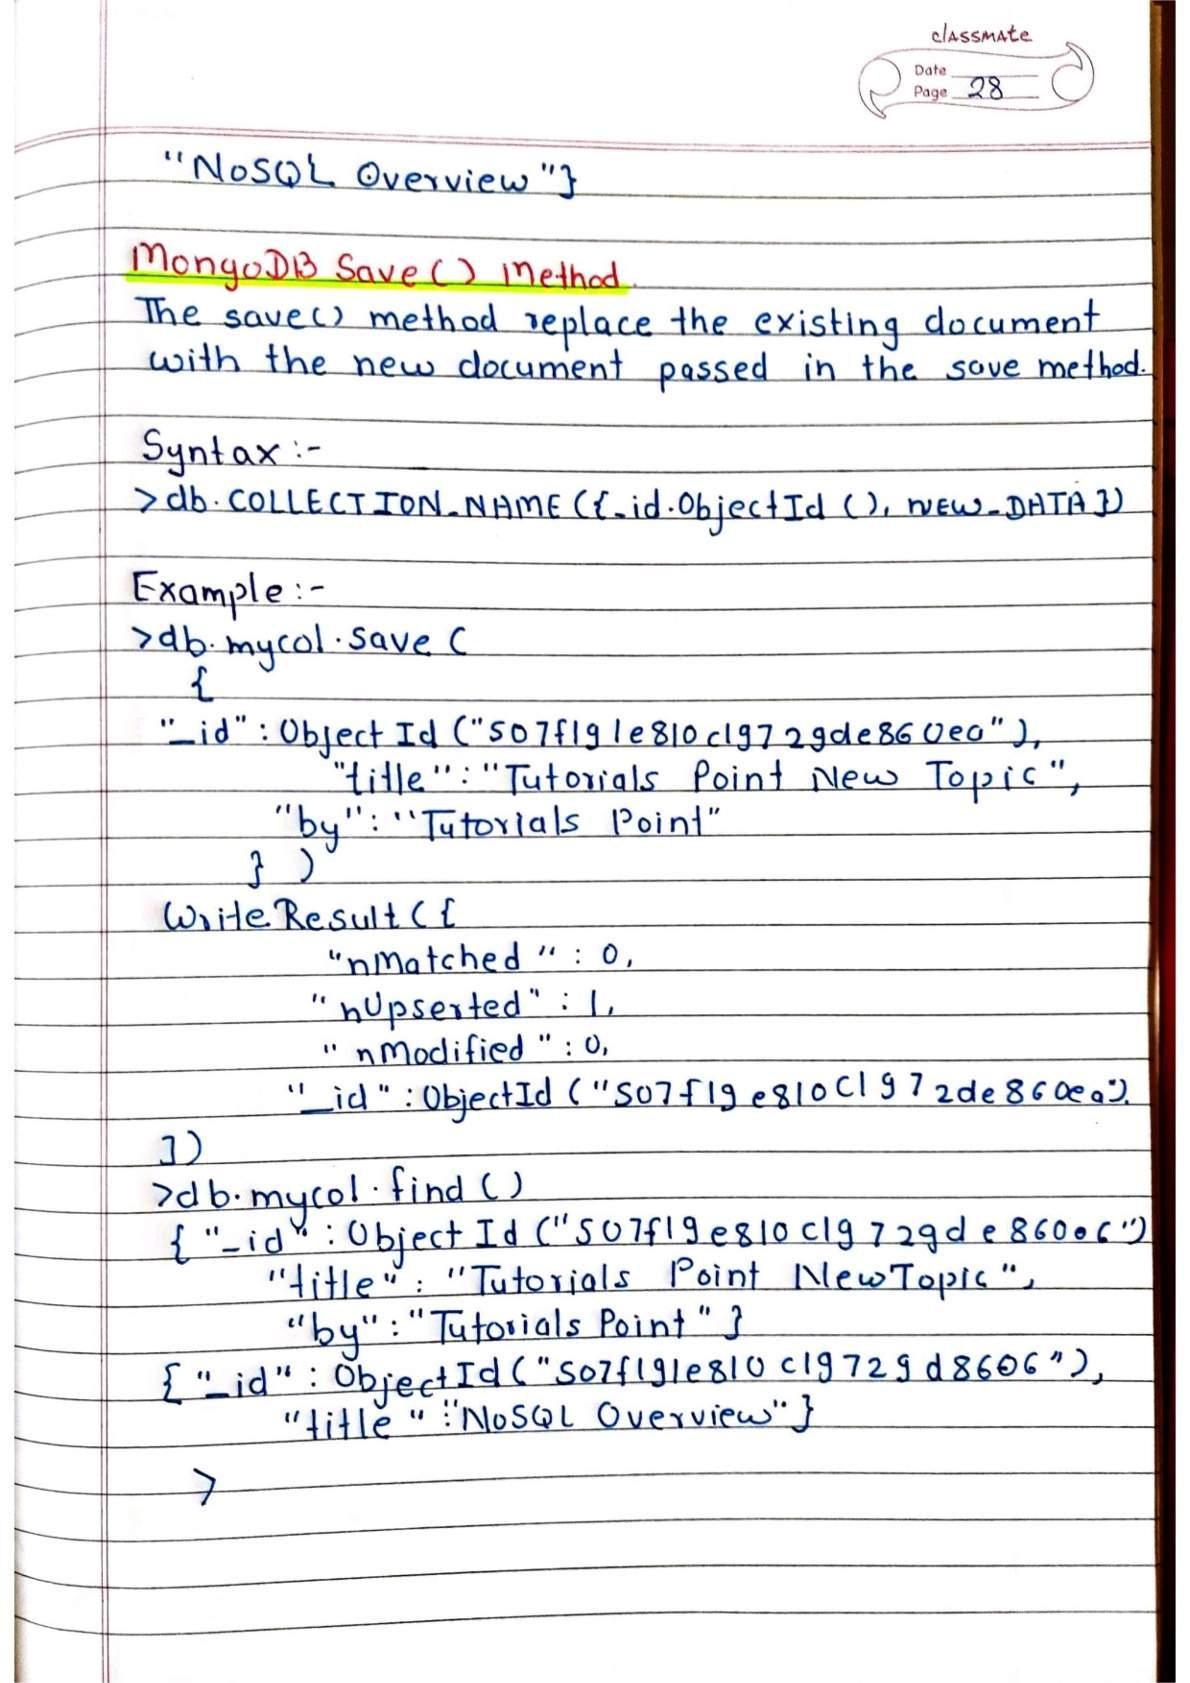 classmate
Date
Page 28
"NoSQL Overview"}
MongoDB Save() Method
The save() method replace the existing document
with the new document passed in the save method.
Syntax :-
>db.COLLECTION_NAME({_id.ObjectId(), NEW_DATA})
Example :-
>db.mycol.save(
{
"_id" : ObjectId("507f191e810c19729de860ea"),
"title" : "Tutorials Point New Topic",
"by" : "Tutorials Point"
} )
WriteResult({
"nMatched" : 0,
"nUpserted" : 1,
"nModified" : 0,
"_id" : ObjectId("507f19e810c1972de860ea").
})
>db.mycol.find()
{ "_id" : ObjectId("507f19e810c19729de86006")
"title" : "Tutorials Point NewTopic",
"by" : "Tutorials Point" }
{ "_id" : ObjectId("507f191e810c19729d8606"),
"title" : "NoSQL Overview"}
>